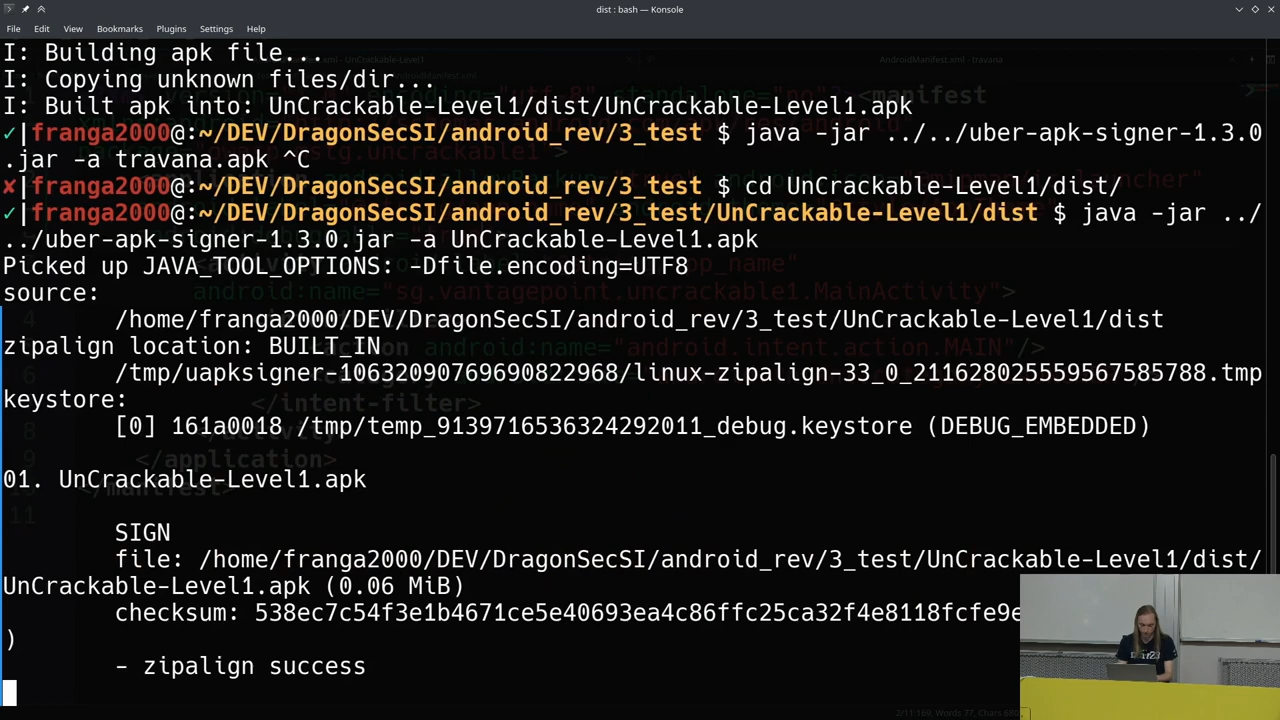 dist : bash — Konsole
File Edit View Bookmarks Plugins Settings Help
I: Building apk file...
I: Copying unknown files/dir...
I: Built apk into: UnCrackable-Level1/dist/UnCrackable-Level1.apk
✓|franga2000@:~/DEV/DragonSecSI/android_rev/3_test $ java -jar ../../uber-apk-signer-1.3.0
.jar -a travana.apk ^C
✘|franga2000@:~/DEV/DragonSecSI/android_rev/3_test $ cd UnCrackable-Level1/dist/
✓|franga2000@:~/DEV/DragonSecSI/android_rev/3_test/UnCrackable-Level1/dist $ java -jar ../
../uber-apk-signer-1.3.0.jar -a UnCrackable-Level1.apk
Picked up JAVA_TOOL_OPTIONS: -Dfile.encoding=UTF8
source:
/home/franga2000/DEV/DragonSecSI/android_rev/3_test/UnCrackable-Level1/dist
zipalign location: BUILT_IN
/tmp/uapksigner-10632090769690822968/linux-zipalign-33_0_211628025559567585788.tmp
keystore:
[0] 161a0018 /tmp/temp_9139716536324292011_debug.keystore (DEBUG_EMBEDDED)
01. UnCrackable-Level1.apk
SIGN
file: /home/franga2000/DEV/DragonSecSI/android_rev/3_test/UnCrackable-Level1/dist/
UnCrackable-Level1.apk (0.06 MiB)
checksum: 538ec7c54f3e1b4671ce5e40693ea4c86ffc25ca32f4e8118fcfe9e
)
- zipalign success